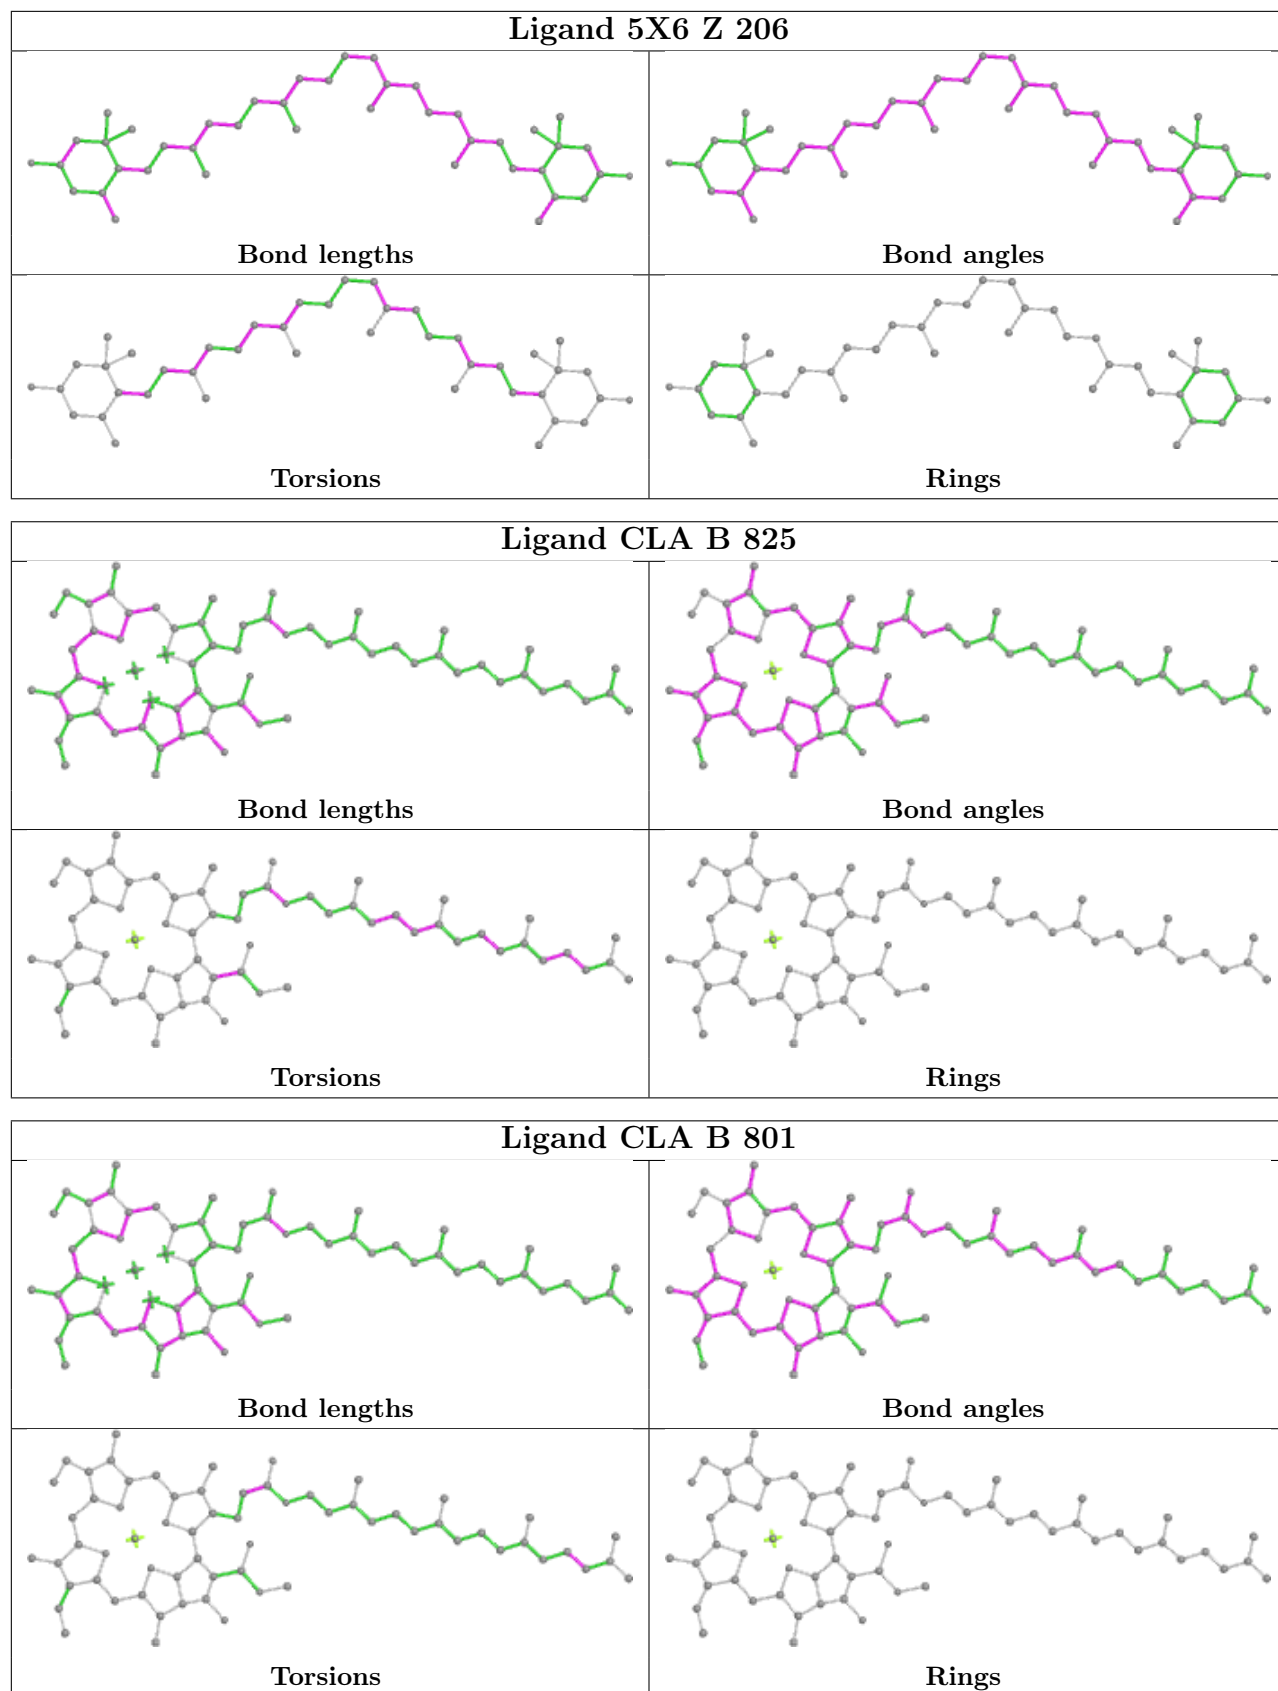 Ligand 5X6 Z 206
Bond lengths
Bond angles
Torsions
Rings
Ligand CLA B 825
Bond lengths
Bond angles
Torsions
Rings
Ligand CLA B 801
Bond lengths
Bond angles
Torsions
Rings